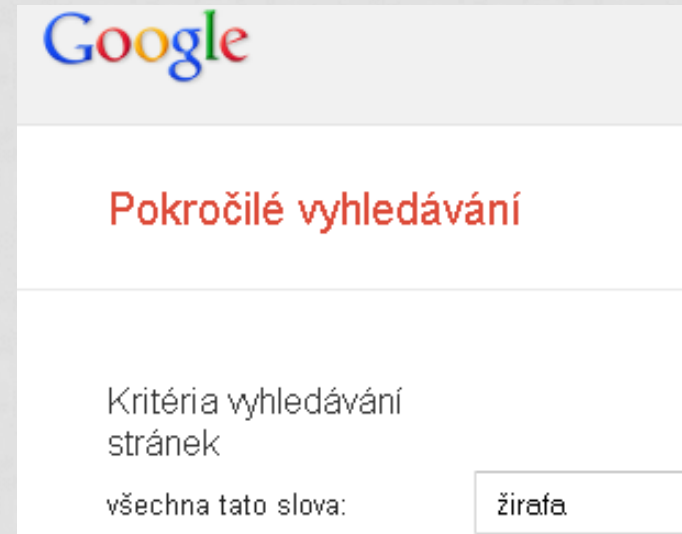 Google
Pokročilé vyhledávání
Kritéria vyhledávání
stránek
všechna tato slova: žirafa